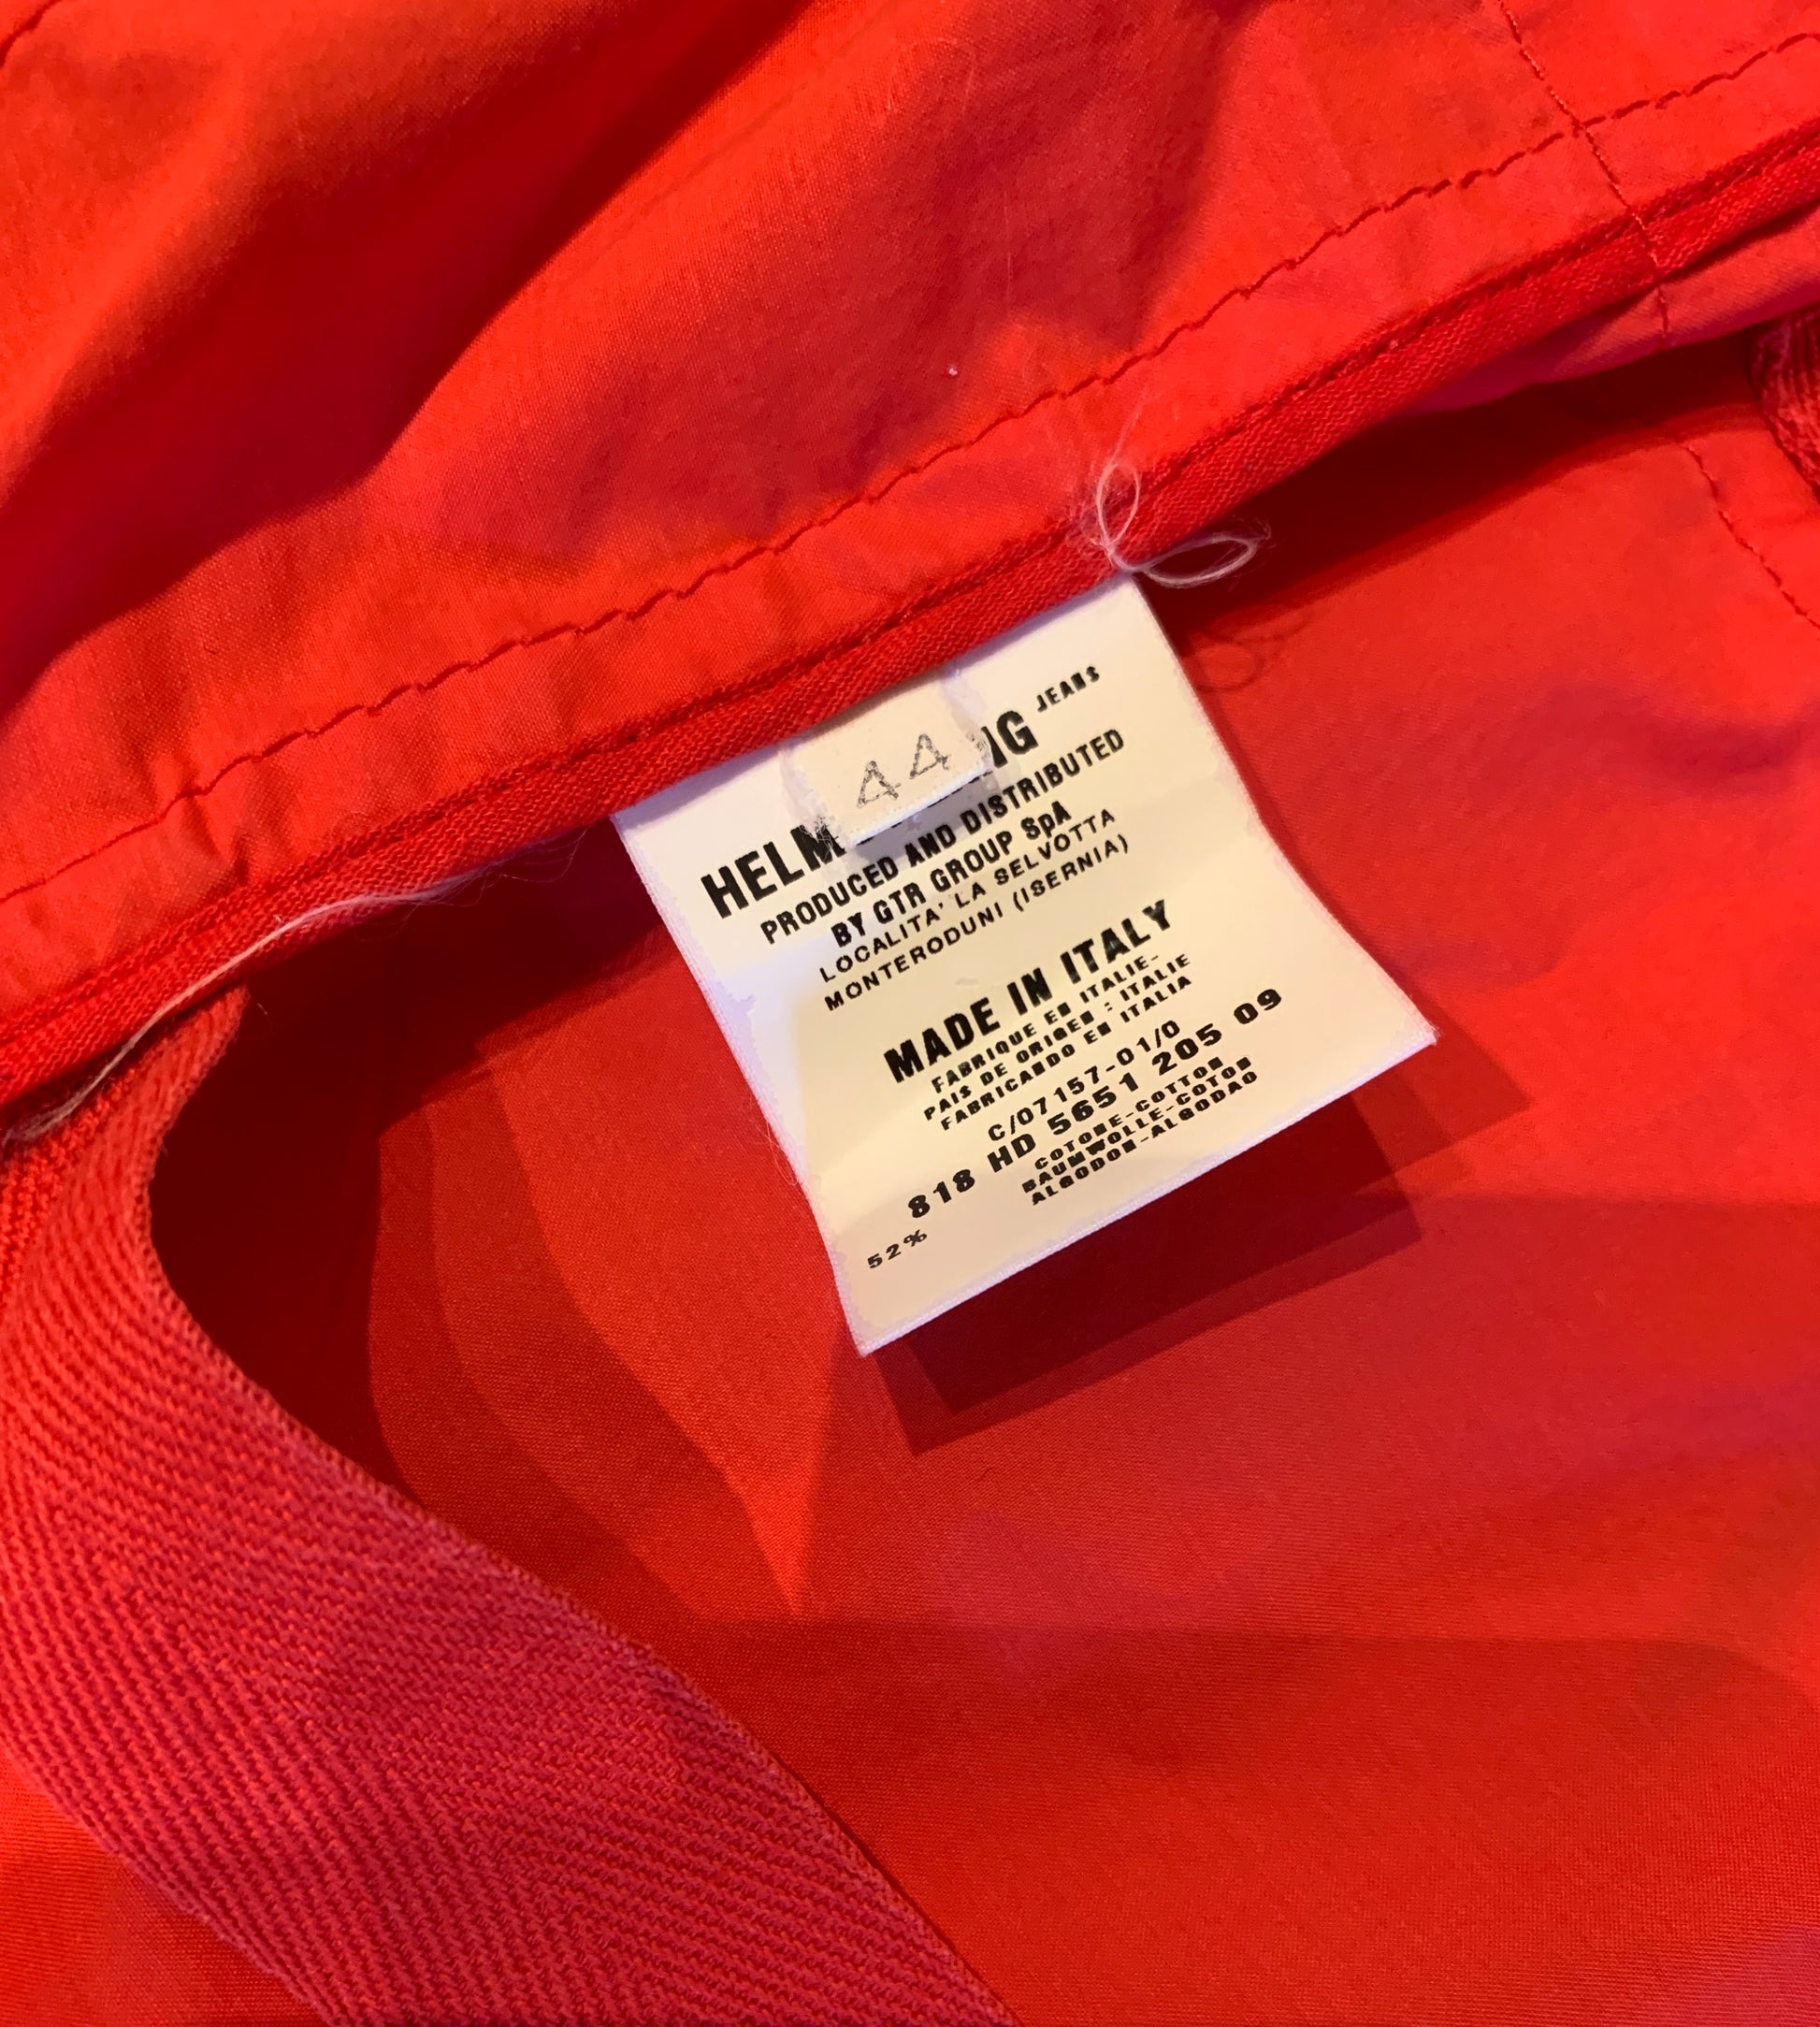 JEANS
44
HELM NG
PRODUCED AND DISTRIBUTED
BY GTR GROUP SpA
LOCALITA' LA SELVOTTA
MONTERODUNI (ISERNIA)
MADE IN ITALY
FABRIQUE EN ITALIE-
PAIS DE ORIGEN : ITALIE
FABRICANDO EN ITALIA
C/07157-01/0
818 HD 5651 205 09
COTONE-COTTON
BAUMWOLLE-COTON
ALGODON-ALGODAO
52%